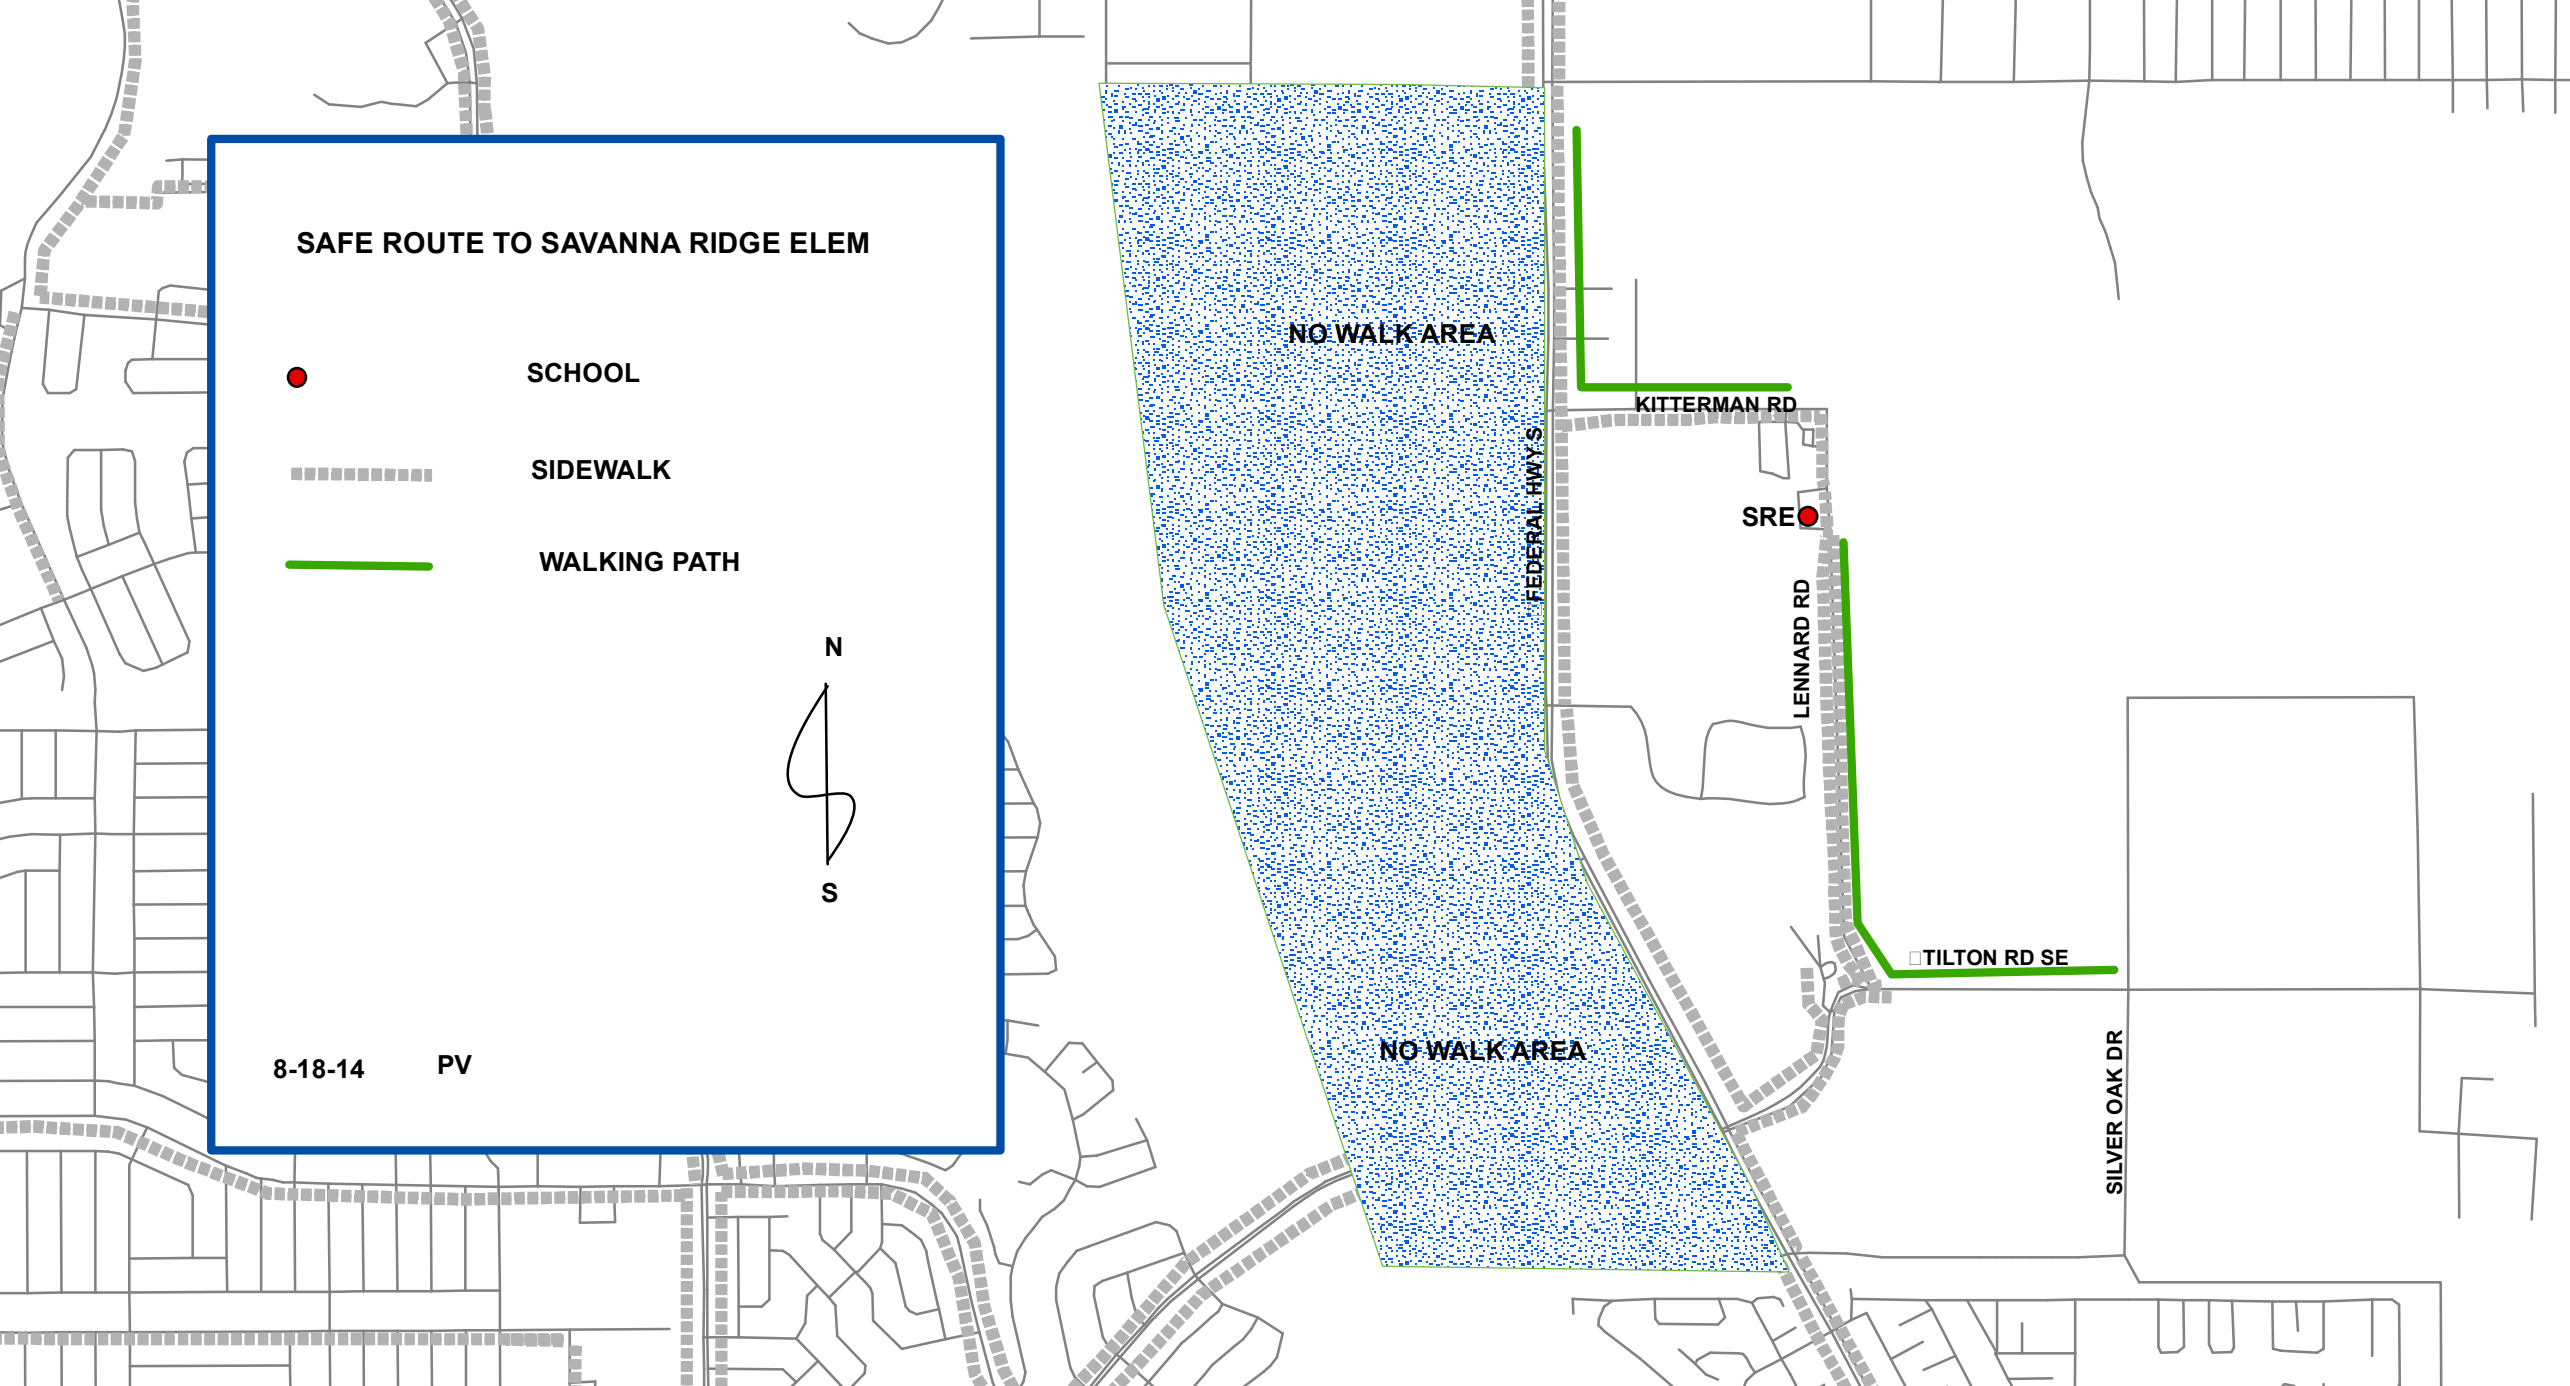 SAFE ROUTE TO SAVANNA RIDGE ELEM
SCHOOL
SIDEWALK
WALKING PATH
N
S
8-18-14 PV
NO WALK AREA
KITTERMAN RD
FEDERAL HWY S
SRE
LENNARD RD
TILTON RD SE
NO WALK AREA
SILVER OAK DR